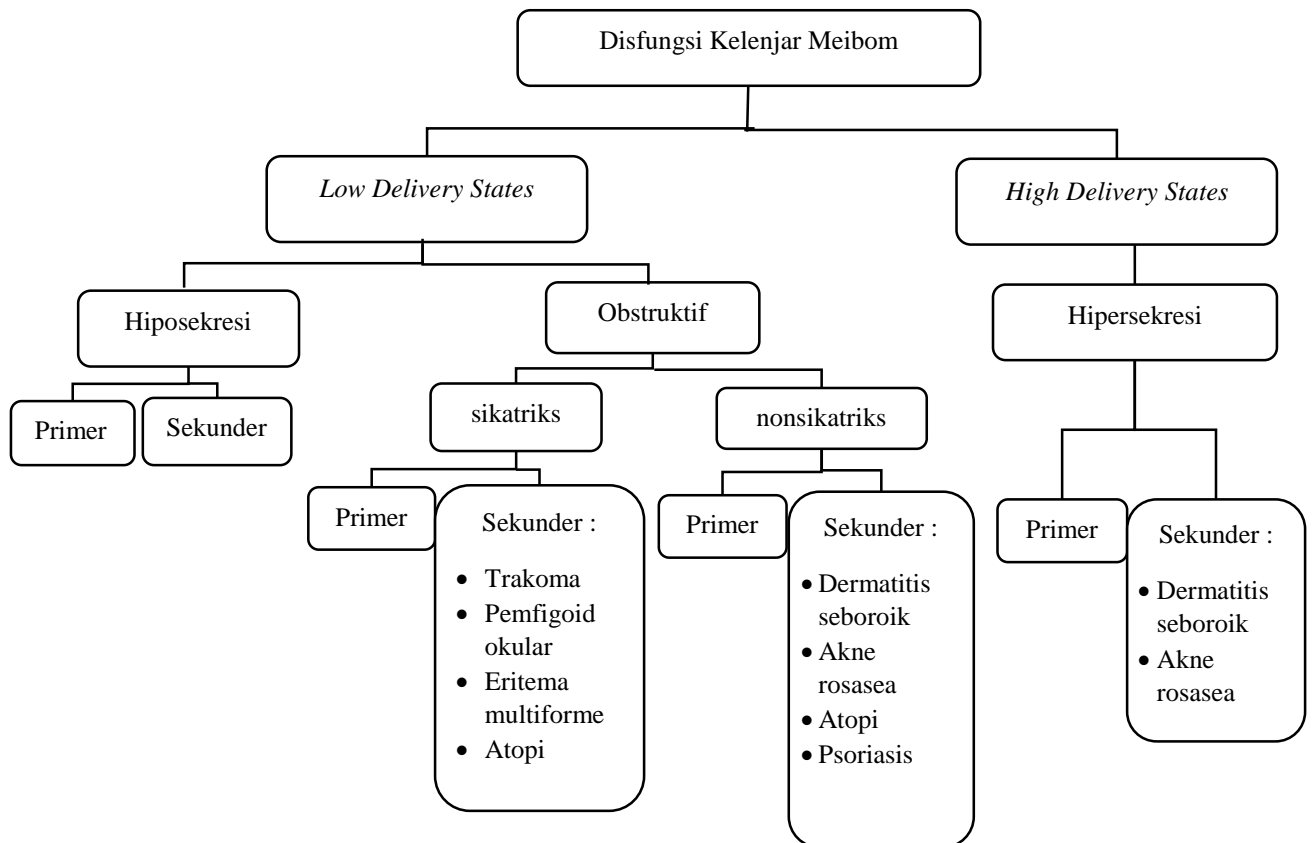 Disfungsi Kelenjar Meibom
Low Delivery States
High Delivery States
Hiposekresi
Obstruktif
Hipersekresi
Primer
Sekunder
sikatriks
nonsikatriks
Primer
Sekunder :
• Trakoma
• Pemfigoid
okular
• Eritema
multiforme
• Atopi
Primer
Sekunder :
• Dermatitis
seboroik
• Akne
rosasea
• Atopi
• Psoriasis
Primer
Sekunder :
• Dermatitis
seboroik
• Akne
rosasea